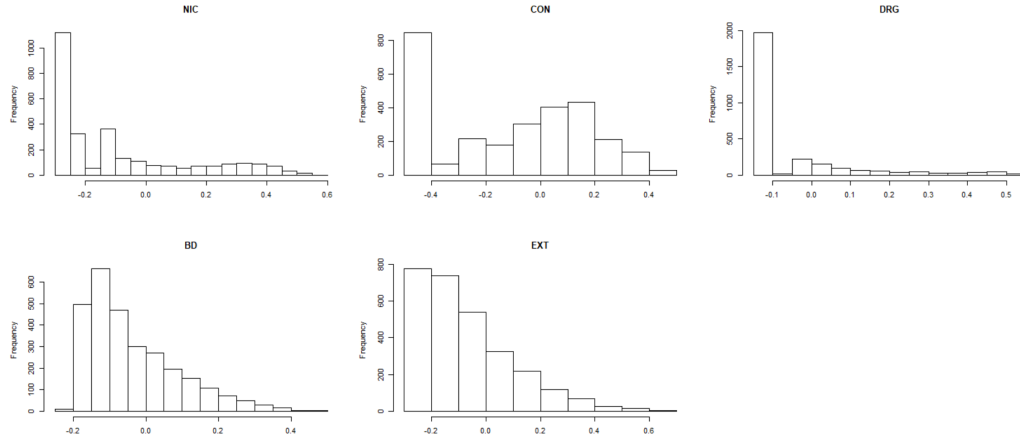 NIC
Frequency
0 200 400 600 800 1000
-0.2 0.0 0.2 0.4 0.6
CON
Frequency
0 200 400 600 800
-0.4 -0.2 0.0 0.2 0.4
DRG
Frequency
0 500 1000 1500 2000
-0.1 0.0 0.1 0.2 0.3 0.4 0.5
BD
Frequency
0 100 200 300 400 500 600
-0.2 0.0 0.2 0.4
EXT
Frequency
0 200 400 600 800
-0.2 0.0 0.2 0.4 0.6